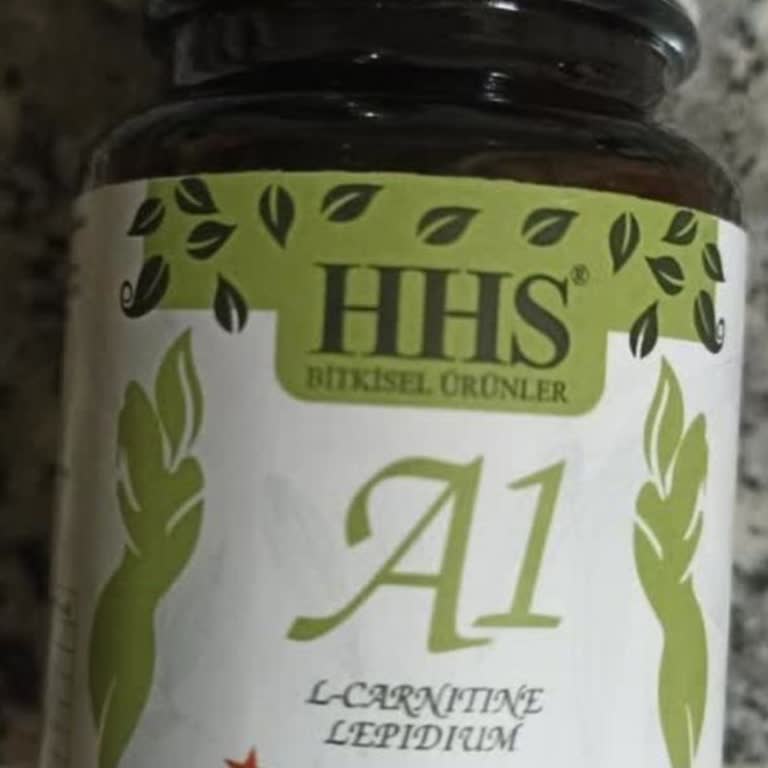 HHS®
BİTKİSEL ÜRÜNLER
A1
L-CARNITINE
LEPIDIUM